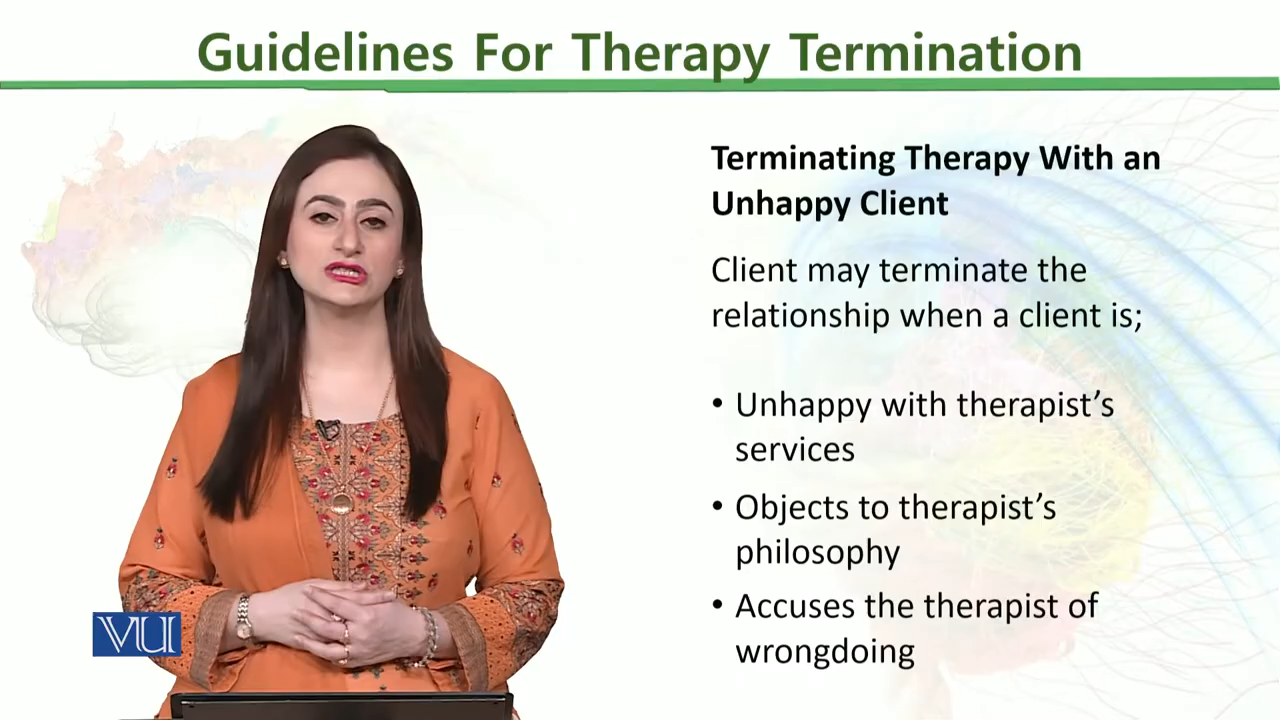 Guidelines For Therapy Termination
Terminating Therapy With an
Unhappy Client
Client may terminate the
relationship when a client is;
• Unhappy with therapist’s
services
• Objects to therapist’s
philosophy
• Accuses the therapist of
wrongdoing
VU